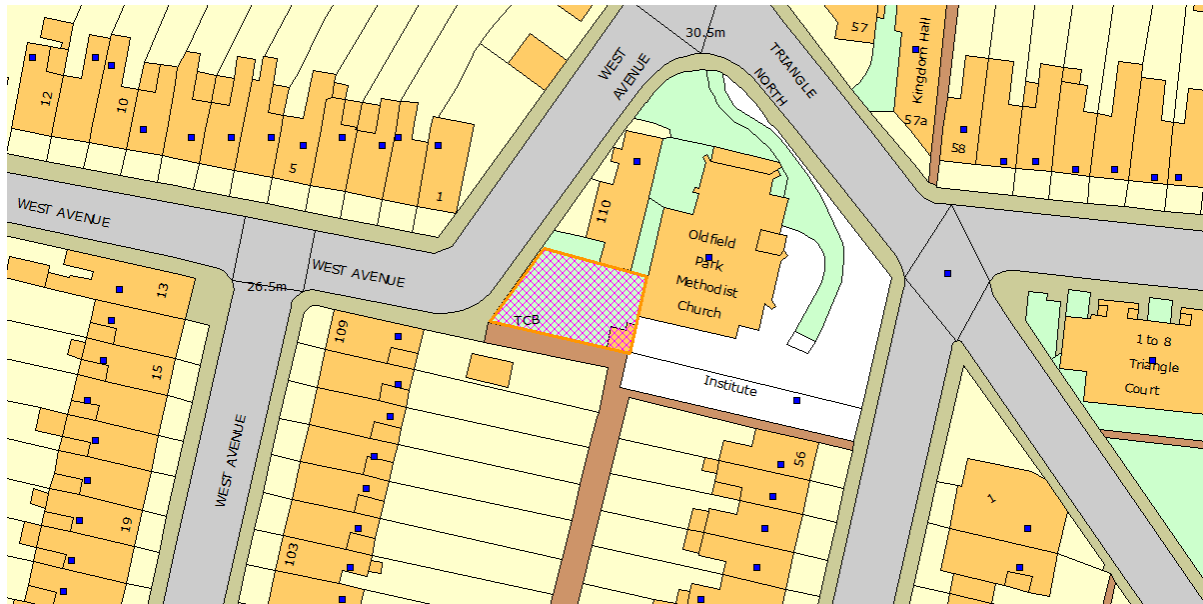 30.5m
57
Kingdom Hall
57a
WEST
AVENUE
TRIANGLE
NORTH
12
10
5
1
58
WEST AVENUE
WEST AVENUE
110
Oldfield
Park
Methodist
Church
26.5m
13
TCB
109
15
1 to 8
Triangle
Court
Institute
WEST AVENUE
56
19
103
1